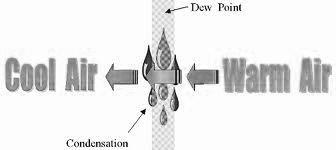 Dew Point
Cool Air
Warm Air
Condensation